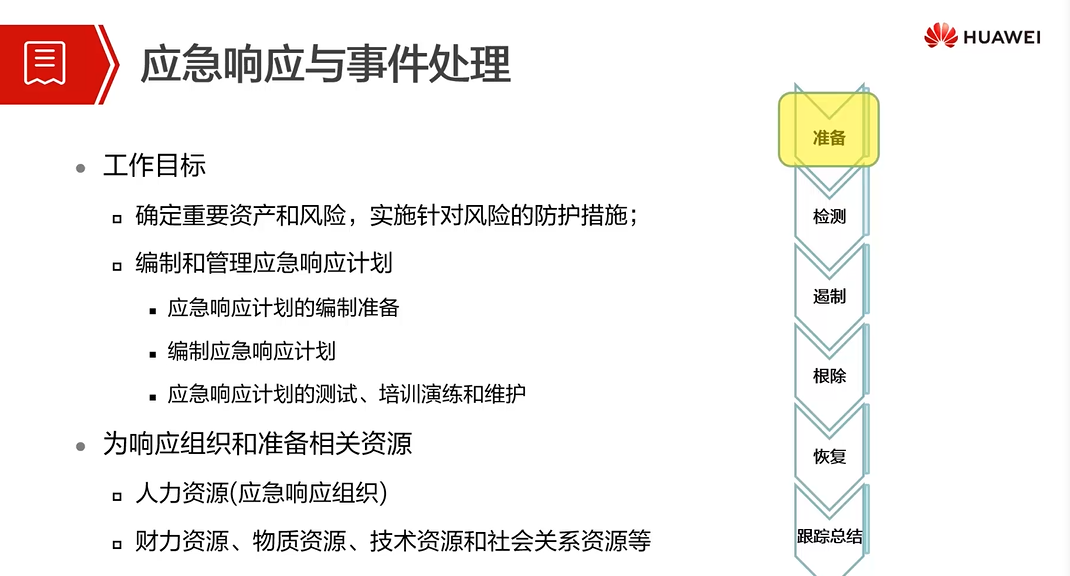 HUAWEI
应急响应与事件处理
工作目标
确定重要资产和风险，实施针对风险的防护措施；
编制和管理应急响应计划
应急响应计划的编制准备
编制应急响应计划
应急响应计划的测试、培训演练和维护
为响应组织和准备相关资源
人力资源(应急响应组织)
财力资源、物质资源、技术资源和社会关系资源等
准备
检测
遏制
根除
恢复
跟踪总结